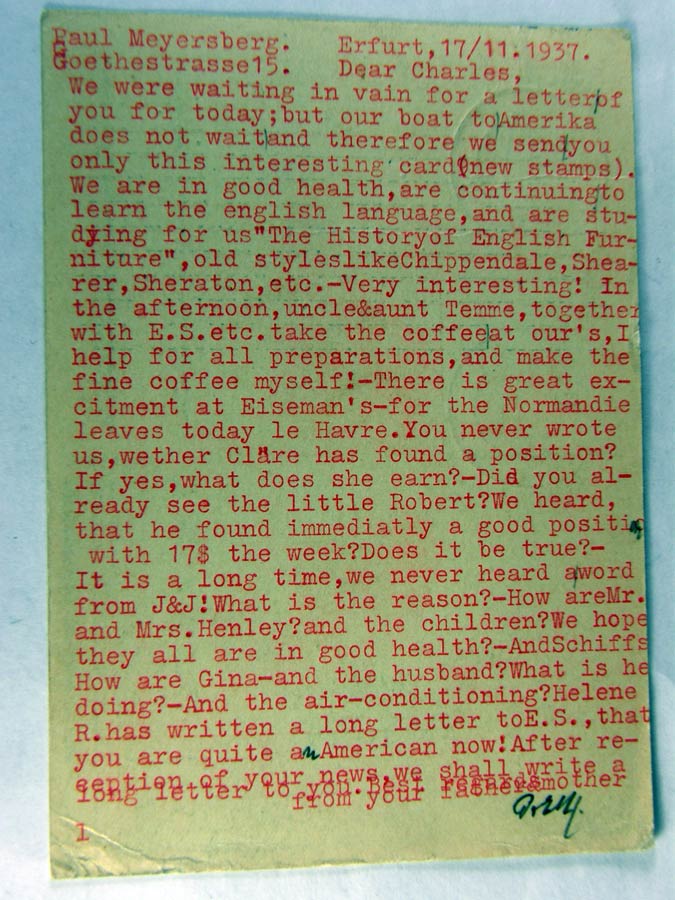 Paul Meyersberg. Erfurt,17/11.1937.
Goethestrasse15. Dear Charles,
We were waiting in vain for a letterof
you for today;but our boat toAmerika
does not waitand therefore we sendyou
only this interesting card(new stamps).
We are in good health,are continuingto
learn the english language,and are stu-
dying for us"The Historyof English Fur-
niture",old styleslikeChippendale,Shea-
rer,Sheraton,etc.-Very interesting! In
the afternoon,uncle&aunt Temme,together
with E.S.etc.take the coffeeat our's,I
help for all preparations,and make the
fine coffee myself!-There is great ex-
citment at Eiseman's-for the Normandie
leaves today le Havre.You never wrote
us,wether Cläre has found a position?
If yes,what does she earn?-Did you al-
ready see the little Robert?We heard,
that he found immediatly a good positio
with 17$ the week?Does it be true?-
It is a long time,we never heard aword
from J&J!What is the reason?-How areMr.
and Mrs.Henley?and the children?We hope
they all are in good health?-AndSchiffs
How are Gina-and the husband?What is he
doing?-And the air-conditioning?Helene
R.has written a long letter toE.S.,that
you are quite an American now!After re-
ception of your news,we shall write a
long letter to you.Best regards
from your father&mother
1